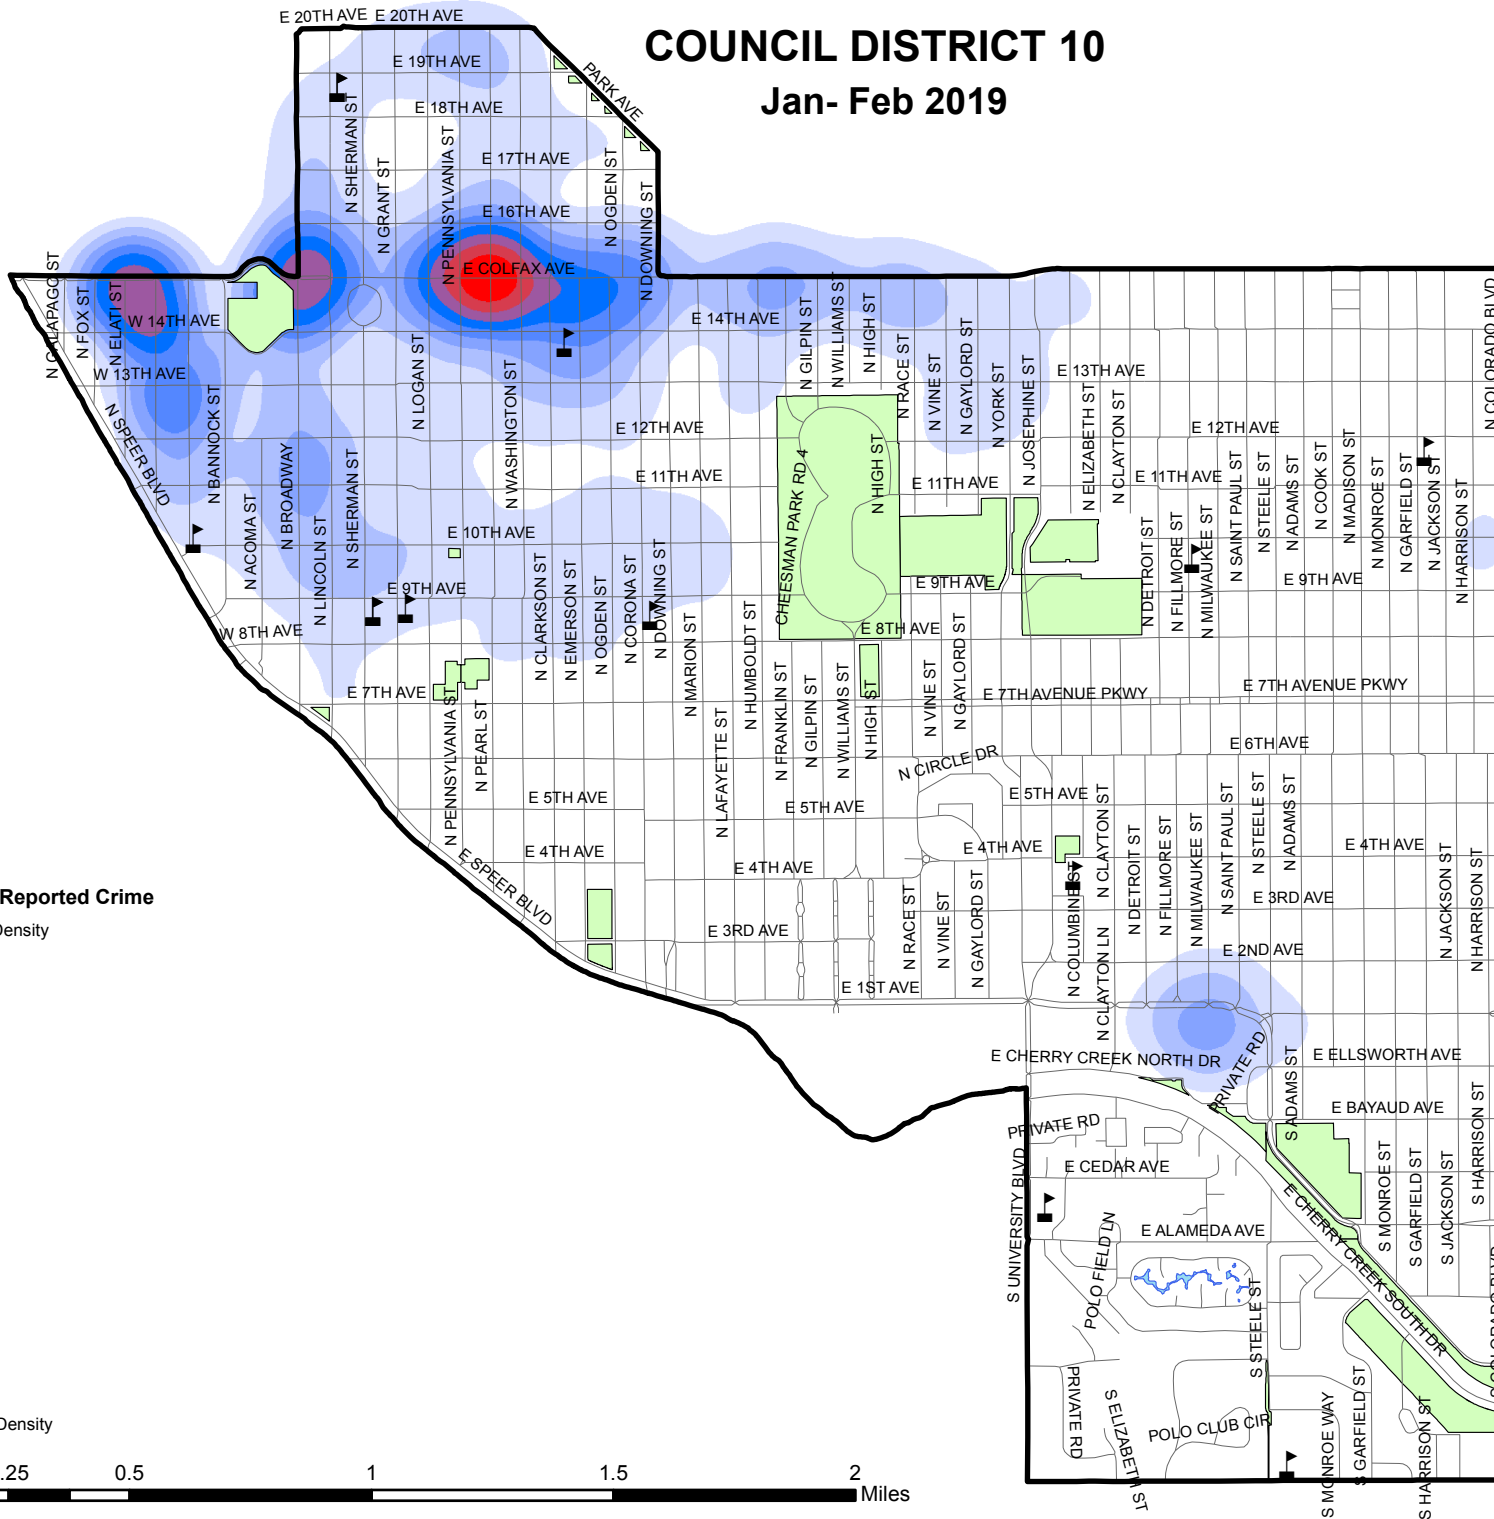 E 20TH AVE
E 20TH AVE
COUNCIL DISTRICT 10
Jan- Feb 2019
E 19TH AVE
PARK AVE
N SHERMAN ST
E 18TH AVE
N PENNSYLVANIA ST
E 17TH AVE
N GRANT ST
N OGDEN ST
N DOWNING ST
E 16TH AVE
E COLFAX AVE
N GALAPAGO ST
N FOX ST
N ELATI ST
W 14TH AVE
E 14TH AVE
N GILPIN ST
N WILLIAMS ST
N HIGH ST
N RACE ST
N VINE ST
N GAYLORD ST
N YORK ST
N JOSEPHINE ST
N COLORADO BLVD
W 13TH AVE
E 13TH AVE
N SPEER BLVD
N BANNOCK ST
N LOGAN ST
N WASHINGTON ST
E 12TH AVE
E 12TH AVE
N ELIZABETH ST
N CLAYTON ST
N ACOMA ST
N BROADWAY
N LINCOLN ST
N SHERMAN ST
E 11TH AVE
CHEESMAN PARK RD 4
N HIGH ST
E 11TH AVE
E 11TH AVE
N SAINT PAUL ST
N STEELE ST
N ADAMS ST
N COOK ST
N MADISON ST
N MONROE ST
N GARFIELD ST
N JACKSON ST
N HARRISON ST
E 10TH AVE
E 9TH AVE
E 9TH AVE
E 9TH AVE
N DETROIT ST
N FILLMORE ST
N MILWAUKEE ST
N CLARKSON ST
N EMERSON ST
N OGDEN ST
N CORONA ST
N DOWNING ST
N MARION ST
N LAFAYETTE ST
N HUMBOLDT ST
N FRANKLIN ST
N GILPIN ST
N WILLIAMS ST
N HIGH ST
N VINE ST
N GAYLORD ST
W 8TH AVE
E 8TH AVE
E 7TH AVE
E 7TH AVENUE PKWY
E 7TH AVENUE PKWY
N PENNSYLVANIA ST
N PEARL ST
E 6TH AVE
N CIRCLE DR
E 5TH AVE
E 5TH AVE
E 5TH AVE
N CLAYTON ST
N DETROIT ST
N FILLMORE ST
N MILWAUKEE ST
N SAINT PAUL ST
N STEELE ST
N ADAMS ST
E 4TH AVE
E 4TH AVE
E 4TH AVE
E 4TH AVE
E SPEER BLVD
N COLUMBINE ST
N CLAYTON LN
N RACE ST
N VINE ST
N GAYLORD ST
N JACKSON ST
N HARRISON ST
Reported Crime
Density
E 3RD AVE
E 3RD AVE
E 2ND AVE
E 1ST AVE
E CHERRY CREEK NORTH DR
PRIVATE RD
S ADAMS ST
E ELLSWORTH AVE
E BAYAUD AVE
PRIVATE RD
E CEDAR AVE
S UNIVERSITY BLVD
S MONROE ST
S GARFIELD ST
S JACKSON ST
S HARRISON ST
E ALAMEDA AVE
POLO FIELD LN
E CHERRY CREEK SOUTH DR
S STEELE ST
S COLORADO BLVD
PRIVATE RD
S ELIZABETH ST
POLO CLUB CIR
S MONROE WAY
S GARFIELD ST
S HARRISON ST
Density
.25 0.5 1 1.5 2
Miles